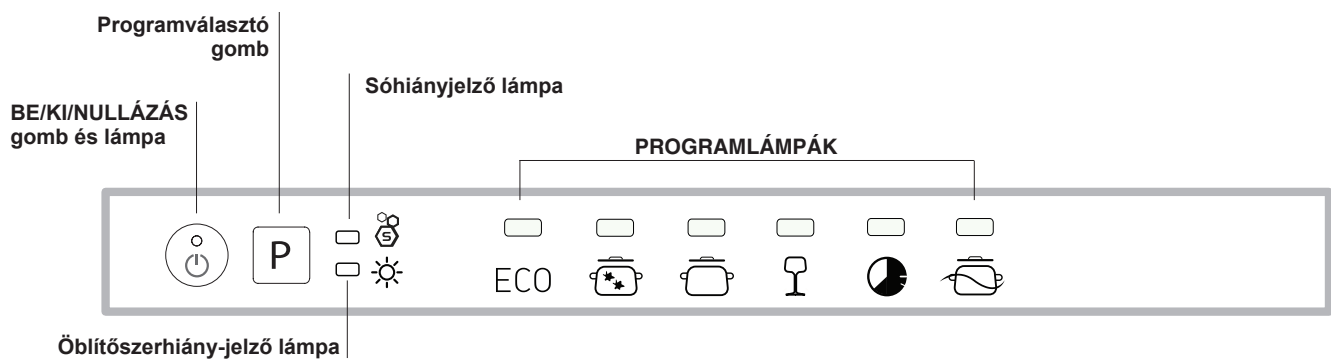 Programválasztó
gomb
Sóhiányjelző lámpa
BE/KI/NULLÁZÁS
gomb és lámpa
PROGRAMLÁMPÁK
P
S
ECO
Öblítőszerhiány-jelző lámpa